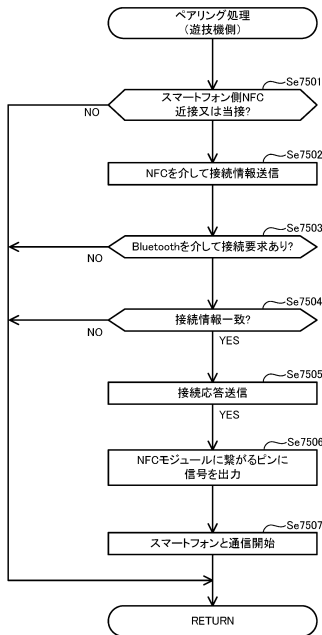 ペアリング処理
(遊技機側)
Se7501
スマートフォン側NFC
近接又は当接?
NO
Se7502
NFCを介して接続情報送信
Se7503
Bluetoothを介して接続要求あり?
NO
Se7504
接続情報一致?
NO
YES
Se7505
接続応答送信
YES
Se7506
NFCモジュールに繋がるピンに
信号を出力
Se7507
スマートフォンと通信開始
RETURN